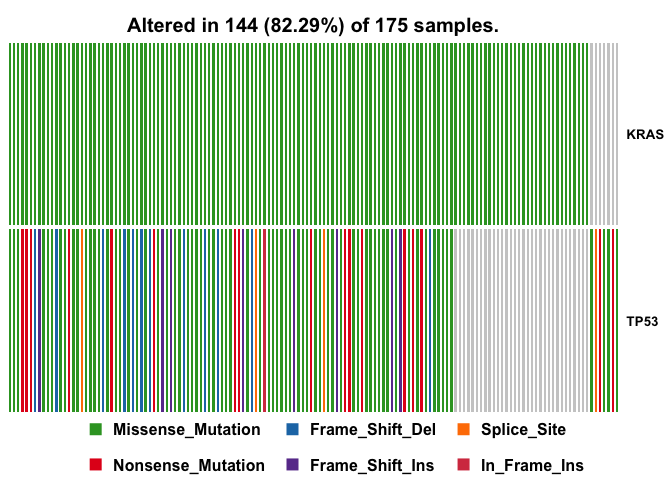 Altered in 144 (82.29%) of 175 samples.
KRAS
TP53
Missense_Mutation Frame_Shift_Del Splice_Site
Nonsense_Mutation Frame_Shift_Ins In_Frame_Ins